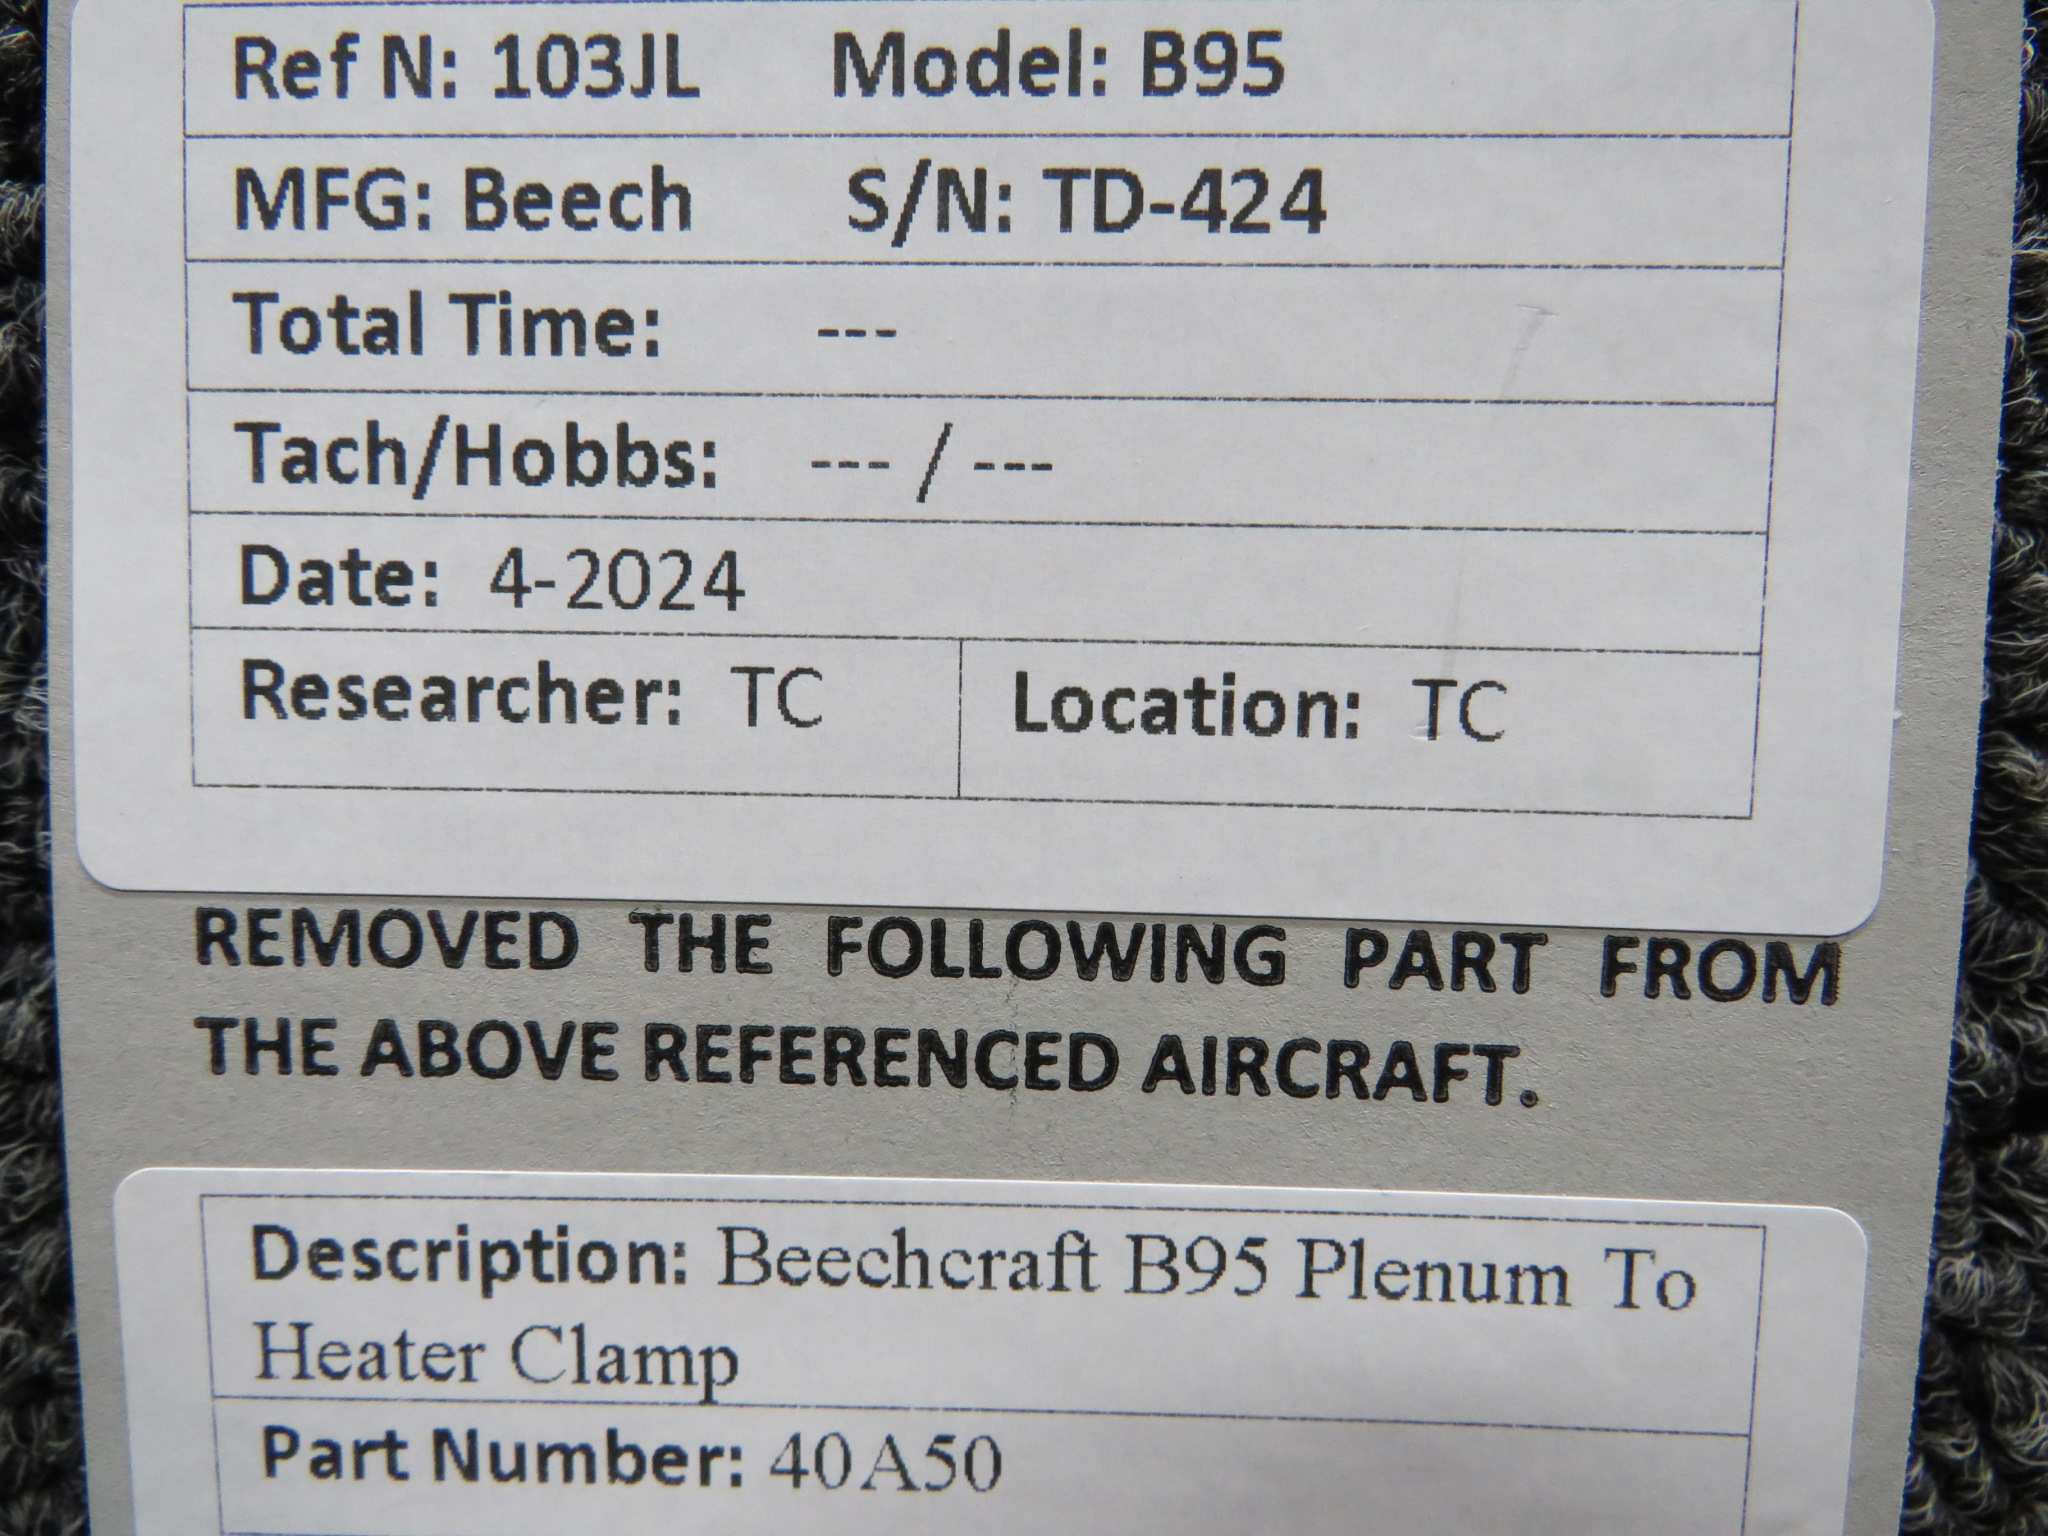 Ref N: 103JL Model: B95
MFG: Beech S/N: TD-424
Total Time: ---
Tach/Hobbs: --- / ---
Date: 4-2024
Researcher: TC Location: TC
REMOVED THE FOLLOWING PART FROM
THE ABOVE REFERENCED AIRCRAFT.
Description: Beechcraft B95 Plenum To
Heater Clamp
Part Number: 40A50